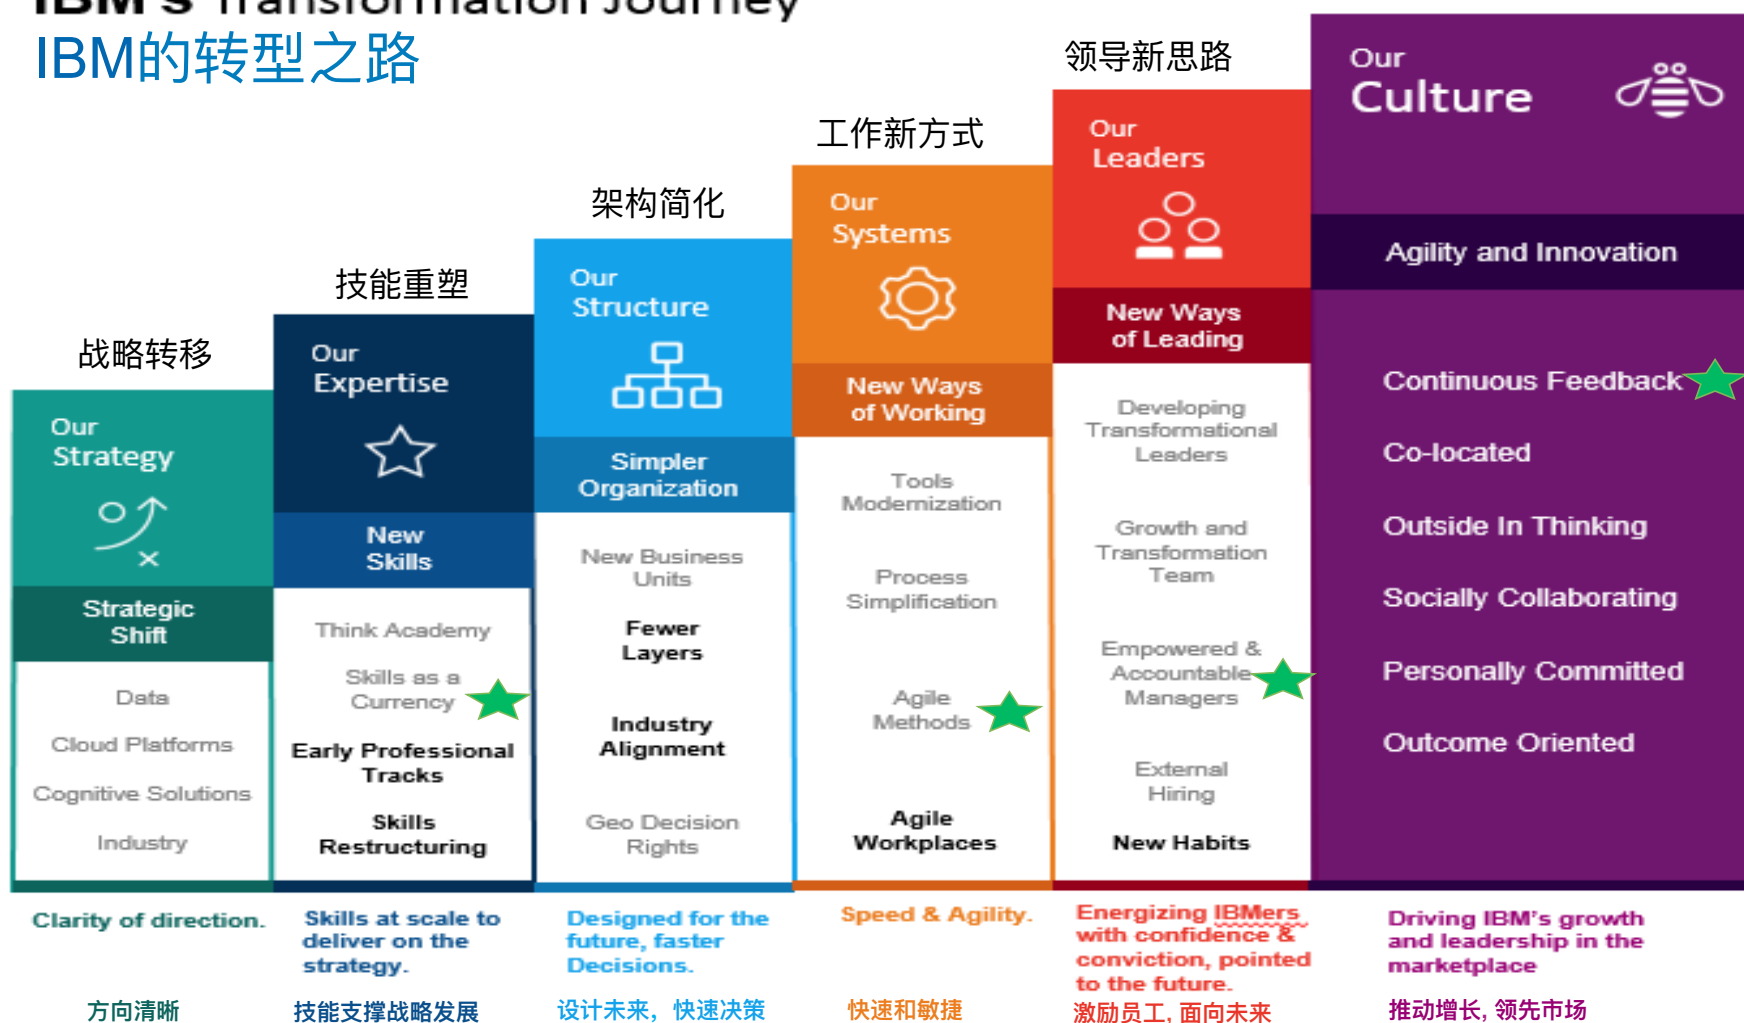 IBM's Transformation Journey
IBM的转型之路
战略转移
Our
Strategy
Strategic
Shift
Data
Cloud Platforms
Cognitive Solutions
Industry
Clarity of direction.
方向清晰
技能重塑
Our
Expertise
New
Skills
Think Academy
Skills as a
Currency
Early Professional
Tracks
Skills
Restructuring
Skills at scale to
deliver on the
strategy.
技能支撑战略发展
架构简化
Our
Structure
Simpler
Organization
New Business
Units
Fewer
Layers
Industry
Alignment
Geo Decision
Rights
Designed for the
future, faster
Decisions.
设计未来，快速决策
工作新方式
Our
Systems
New Ways
of Working
Tools
Modernization
Process
Simplification
Agile
Methods
Agile
Workplaces
Speed & Agility.
快速和敏捷
领导新思路
Our
Leaders
New Ways
of Leading
Developing
Transformational
Leaders
Growth and
Transformation
Team
Empowered &
Accountable
Managers
External
Hiring
New Habits
Energizing IBMers
with confidence &
conviction, pointed
to the future.
激励员工, 面向未来
Our
Culture
Agility and Innovation
Continuous Feedback
Co-located
Outside In Thinking
Socially Collaborating
Personally Committed
Outcome Oriented
Driving IBM's growth
and leadership in the
marketplace
推动增长, 领先市场